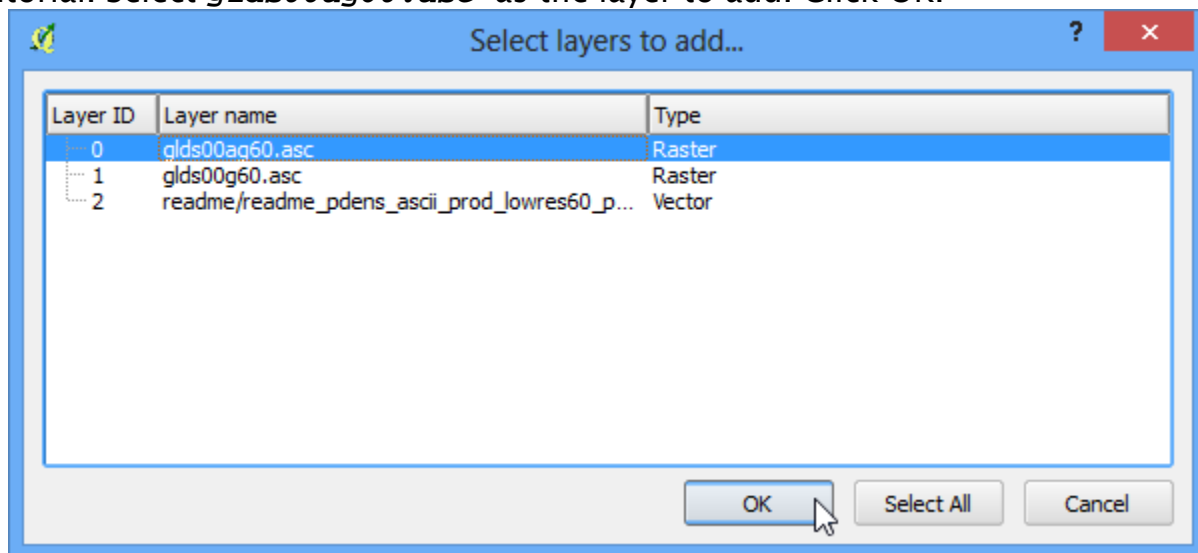 Select layers to add... ?
Layer ID Layer name Type
0 glds00ag60.asc Raster
1 glds00g60.asc Raster
2 readme/readme_pdens_ascii_prod_lowres60_p... Vector
OK Select All Cancel